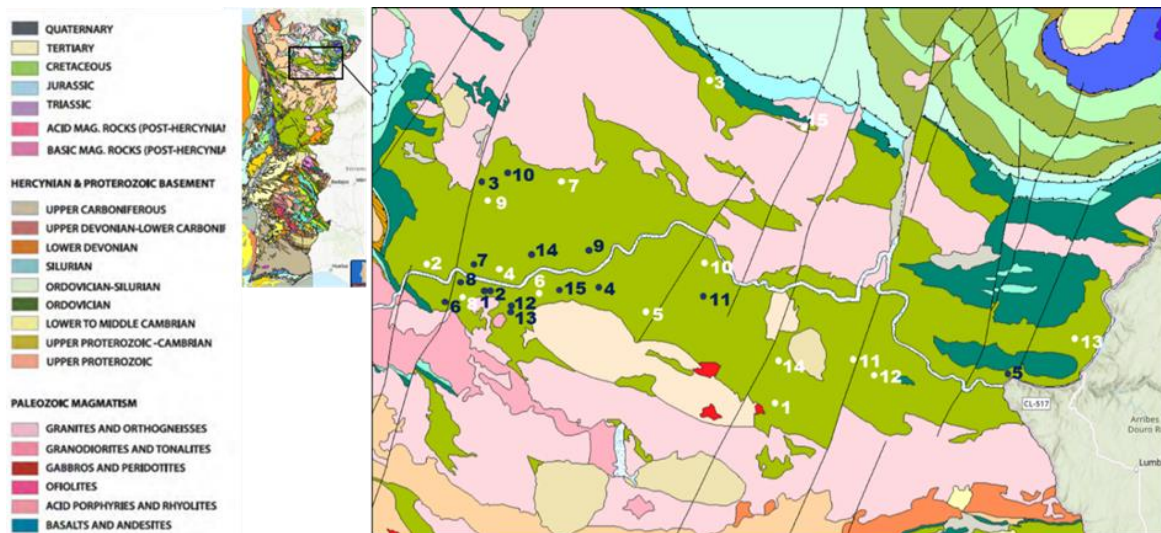 QUATERNARY
TERTIARY
CRETACEOUS
JURASSIC
TRIASSIC
ACID MAG. ROCKS (POST-HERCYNIAN
BASIC MAG. ROCKS (POST-HERCYNIA
HERCYNIAN & PROTEROZOIC BASEMENT
UPPER CARBONIFEROUS
UPPER DEVONIAN-LOWER CARBONIF
LOWER DEVONIAN
SILURIAN
ORDOVICIAN-SILURIAN
ORDOVICIAN
LOWER TO MIDDLE CAMBRIAN
UPPER PROTEROZOIC -CAMBRIAN
UPPER PROTEROZOIC
PALEOZOIC MAGMATISM
GRANITES AND ORTHOGNEISSES
GRANODIORITES AND TONALITES
GABBROS AND PERIDOTITES
OFIOLITES
ACID PORPHYRIES AND RHYOLITES
BASALTS AND ANDESITES
3
15
3 10 7
9
14 9
2 7 4 10
8 6 15 4 11
6 8 1 2 12 5
13
13
14 11
12 5
1
CL-517
Arribes
Douro R
Lumb